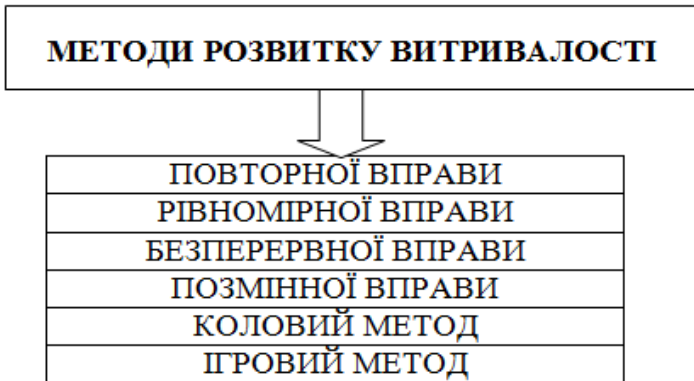 МЕТОДИ РОЗВИТКУ ВИТРИВАЛОСТІ
ПОВТОРНОЇ ВПРАВИ
РІВНОМІРНОЇ ВПРАВИ
БЕЗПЕРЕРВНОЇ ВПРАВИ
ПОЗМІННОЇ ВПРАВИ
КОЛОВИЙ МЕТОД
ІГРОВИЙ МЕТОД